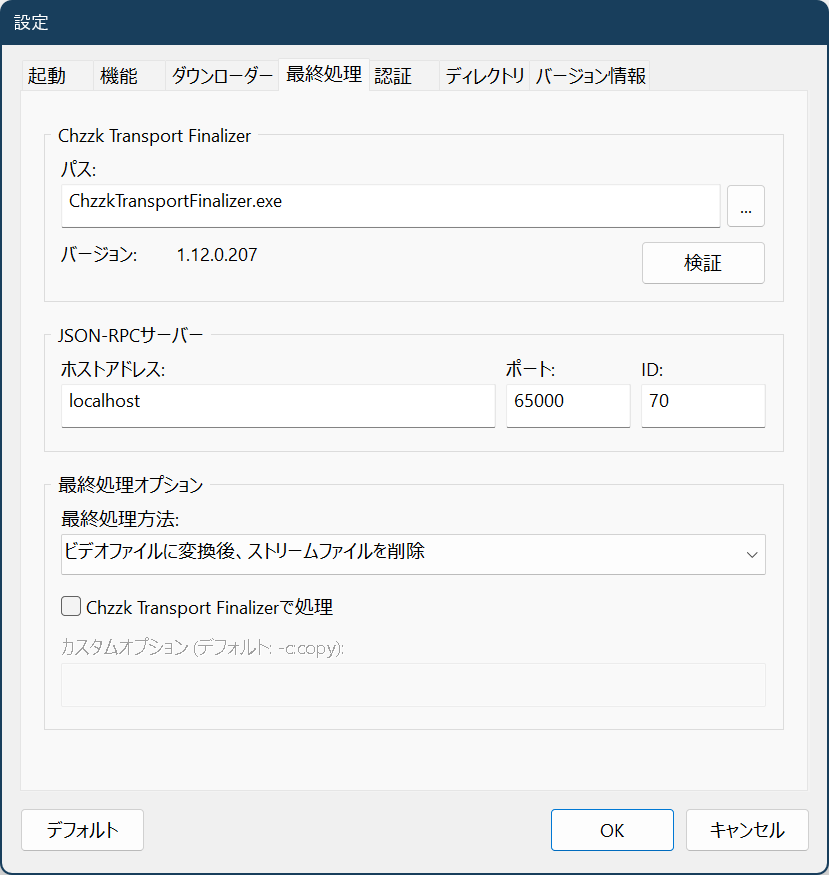 設定
起動 機能 ダウンローダー 最終処理 認証 ディレクトリ バージョン情報
Chzzk Transport Finalizer
パス:
ChzzkTransportFinalizer.exe ...
バージョン: 1.12.0.207
検証
JSON-RPCサーバー
ホストアドレス: ポート: ID:
localhost 65000 70
最終処理オプション
最終処理方法:
ビデオファイルに変換後、ストリームファイルを削除
Chzzk Transport Finalizerで処理
カスタムオプション (デフォルト: -c:copy):
デフォルト OK キャンセル